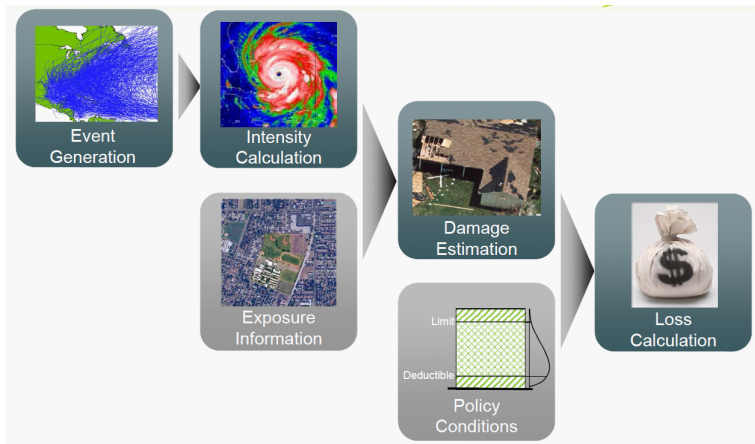 Event
Generation
Intensity
Calculation
Exposure
Information
Damage
Estimation
Limit
Deductible
Policy
Conditions
$
Loss
Calculation